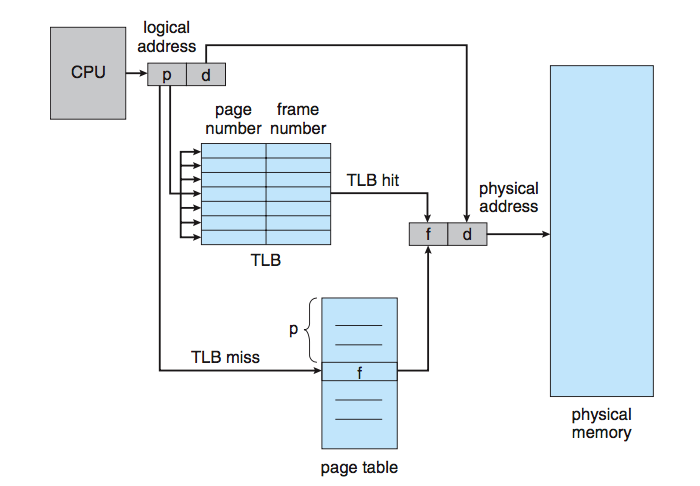 logical
address
CPU
p
d
page
number
frame
number
TLB hit
physical
address
f
d
TLB
p
TLB miss
f
page table
physical
memory